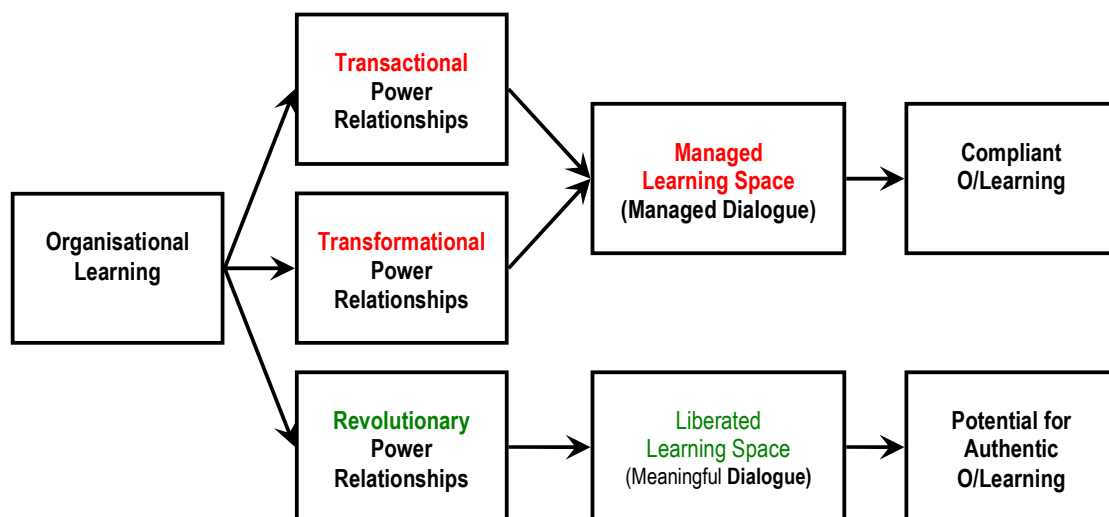 Organisational
Learning
Transactional
Power
Relationships
Transformational
Power
Relationships
Revolutionary
Power
Relationships
Managed
Learning Space
(Managed Dialogue)
Liberated
Learning Space
(Meaningful Dialogue)
Compliant
O/Learning
Potential for
Authentic
O/Learning